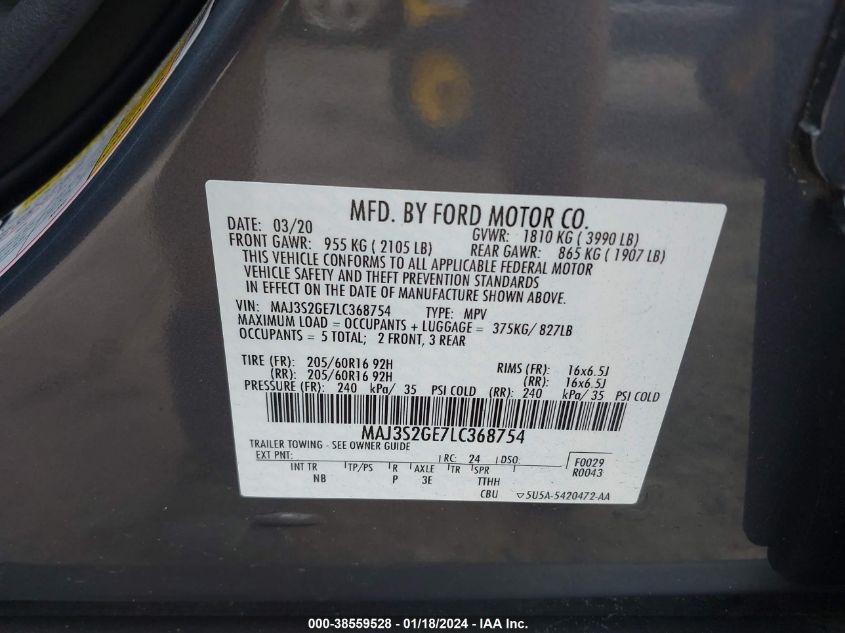 MFD. BY FORD MOTOR CO.
DATE: 03/20 GVWR: 1810 KG ( 3990 LB)
FRONT GAWR: 955 KG ( 2105 LB) REAR GAWR: 865 KG ( 1907 LB)
THIS VEHICLE CONFORMS TO ALL APPLICABLE FEDERAL MOTOR
VEHICLE SAFETY AND THEFT PREVENTION STANDARDS
IN EFFECT ON THE DATE OF MANUFACTURE SHOWN ABOVE.
VIN: MAJ3S2GE7LC368754 TYPE: MPV
MAXIMUM LOAD = OCCUPANTS + LUGGAGE = 375KG/ 827LB
OCCUPANTS = 5 TOTAL; 2 FRONT, 3 REAR
TIRE (FR): 205/60R16 92H RIMS (FR): 16x6.5J
(RR): 205/60R16 92H (RR): 16x6.5J
PRESSURE (FR): 240 kPa/ 35 PSI COLD (RR): 240 kPa/ 35 PSI COLD
MAJ3S2GE7LC368754
TRAILER TOWING - SEE OWNER GUIDE
EXT PNT: RC: 24 DSO: F0029
INT TR TP/PS R AXLE TR SPR R0043
NB P 3E TTHH
CBU 5U5A-5420472-AA
000-38559528 - 01/18/2024 - IAA Inc.